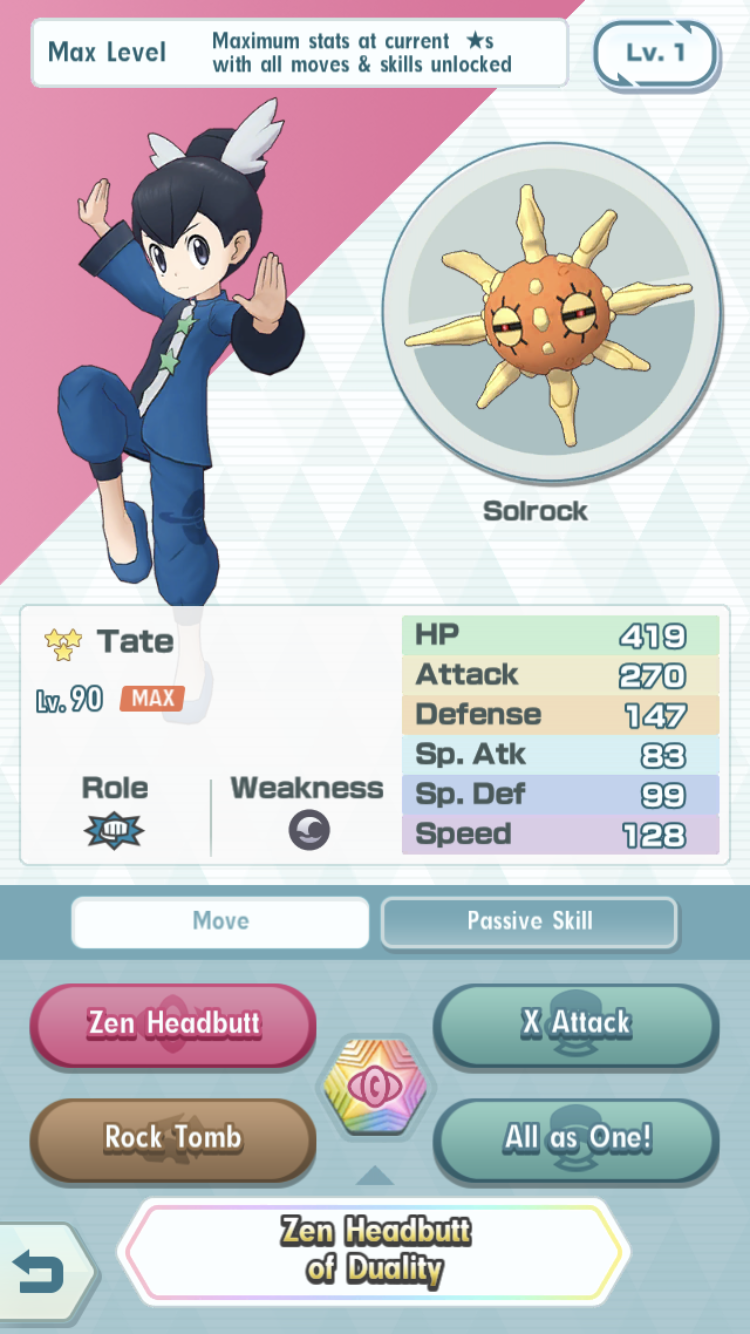 Max Level
Maximum stats at current ★s
with all moves & skills unlocked
Lv. 1
Solrock
Tate
Lv. 90 MAX
Role
Weakness
HP 419
Attack 270
Defense 147
Sp. Atk 83
Sp. Def 99
Speed 128
Move
Passive Skill
Zen Headbutt
X Attack
Rock Tomb
All as One!
Zen Headbutt
of Duality